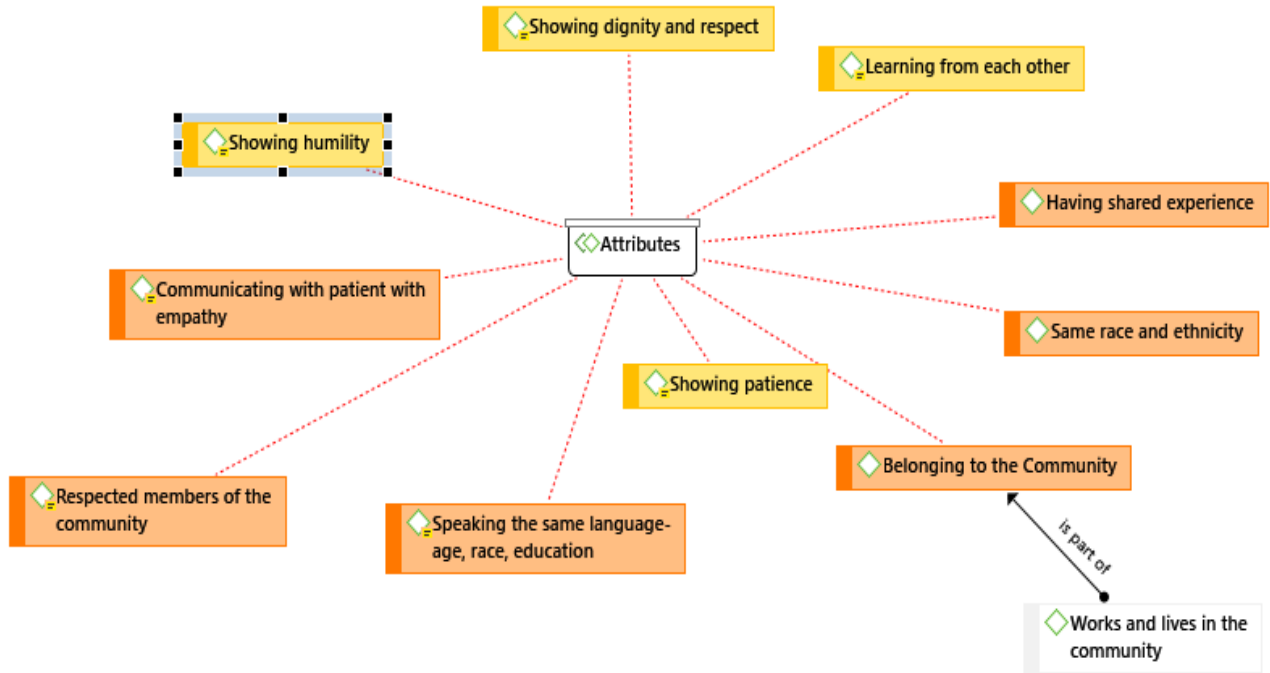 Showing dignity and respect
Learning from each other
Showing humility
Having shared experience
Attributes
Communicating with patient with
empathy
Same race and ethnicity
Showing patience
Belonging to the Community
Respected members of the
community
Speaking the same language-
age, race, education
is part of
Works and lives in the
community